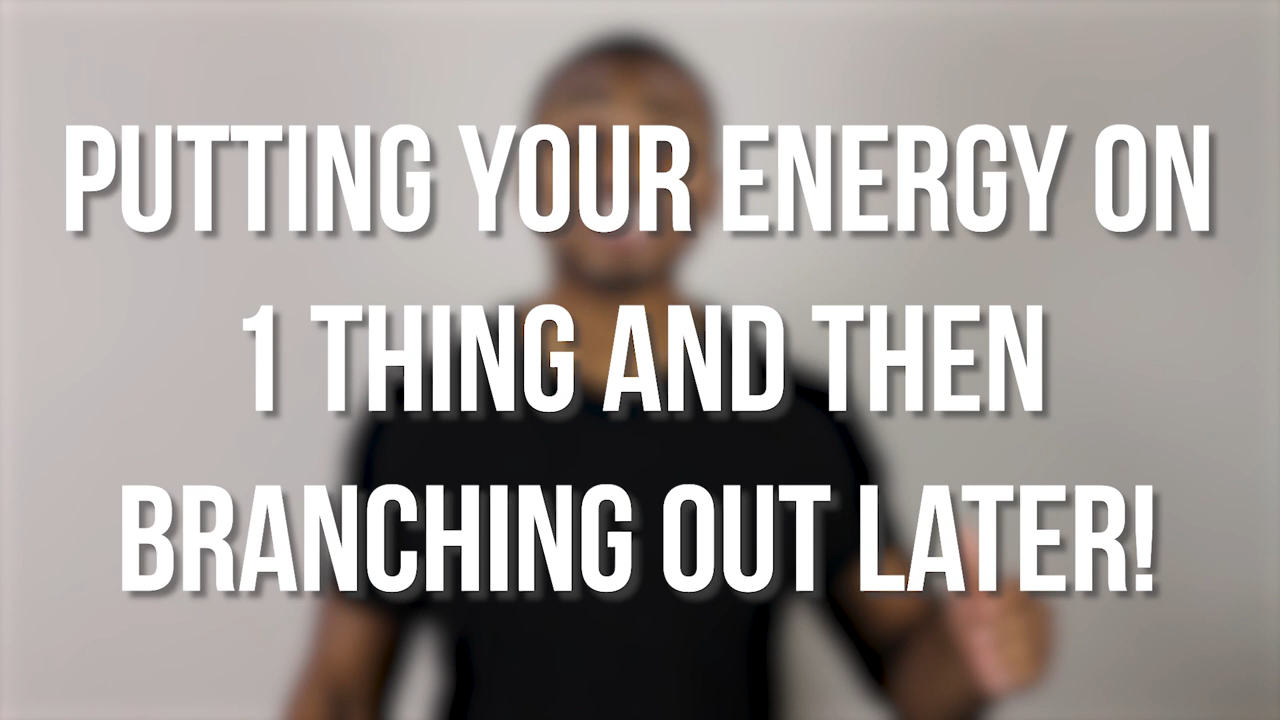 PUTTING YOUR ENERGY ON
1 THING AND THEN
BRANCHING OUT LATER!